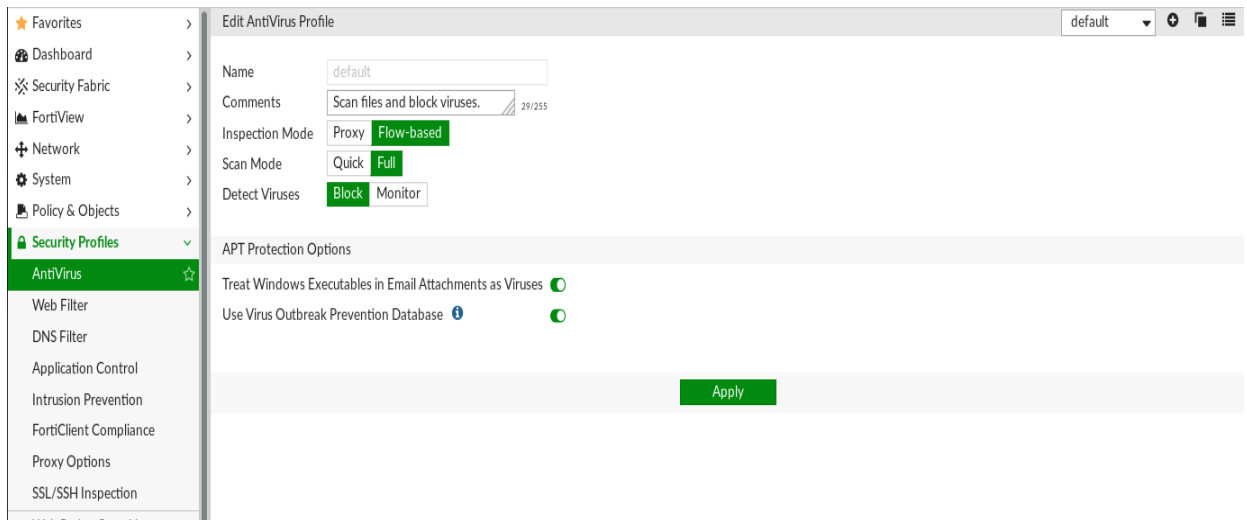 Favorites
Dashboard
Security Fabric
FortiView
Network
System
Policy & Objects
Security Profiles
AntiVirus
Web Filter
DNS Filter
Application Control
Intrusion Prevention
FortiClient Compliance
Proxy Options
SSL/SSH Inspection
Edit AntiVirus Profile default
Name default
Comments Scan files and block viruses. 29/255
Inspection Mode Proxy Flow-based
Scan Mode Quick Full
Detect Viruses Block Monitor
APT Protection Options
Treat Windows Executables in Email Attachments as Viruses
Use Virus Outbreak Prevention Database
Apply